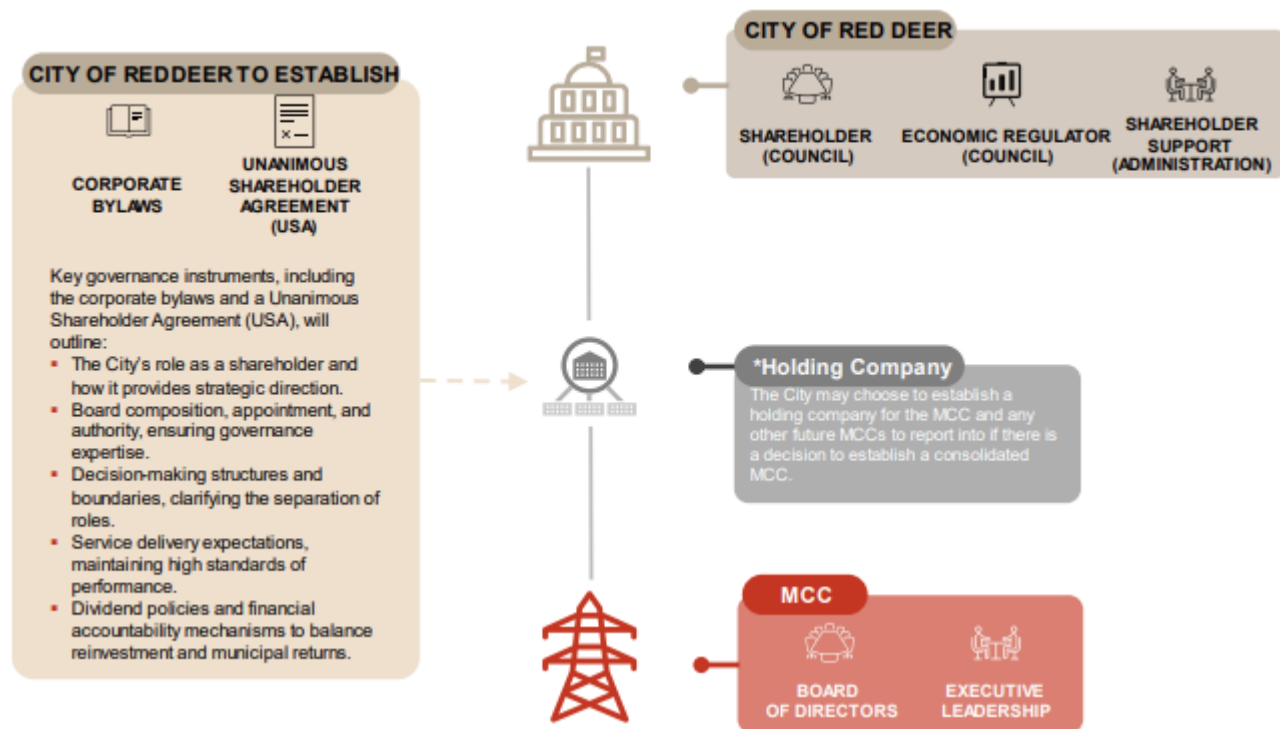 CITY OF REDDEER TO ESTABLISH
CORPORATE
BYLAWS
UNANIMOUS
SHAREHOLDER
AGREEMENT
(USA)
Key governance instruments, including
the corporate bylaws and a Unanimous
Shareholder Agreement (USA), will
outline:
▪ The City's role as a shareholder and
how it provides strategic direction.
▪ Board composition, appointment, and
authority, ensuring governance
expertise.
▪ Decision-making structures and
boundaries, clarifying the separation of
roles.
▪ Service delivery expectations,
maintaining high standards of
performance.
▪ Dividend policies and financial
accountability mechanisms to balance
reinvestment and municipal returns.
CITY OF RED DEER
SHAREHOLDER
(COUNCIL)
ECONOMIC REGULATOR
(COUNCIL)
SHAREHOLDER
SUPPORT
(ADMINISTRATION)
*Holding Company
The City may choose to establish a
holding company for the MCC and any
other future MCCs to report into if there is
a decision to establish a consolidated
MCC.
MCC
BOARD
OF DIRECTORS
EXECUTIVE
LEADERSHIP